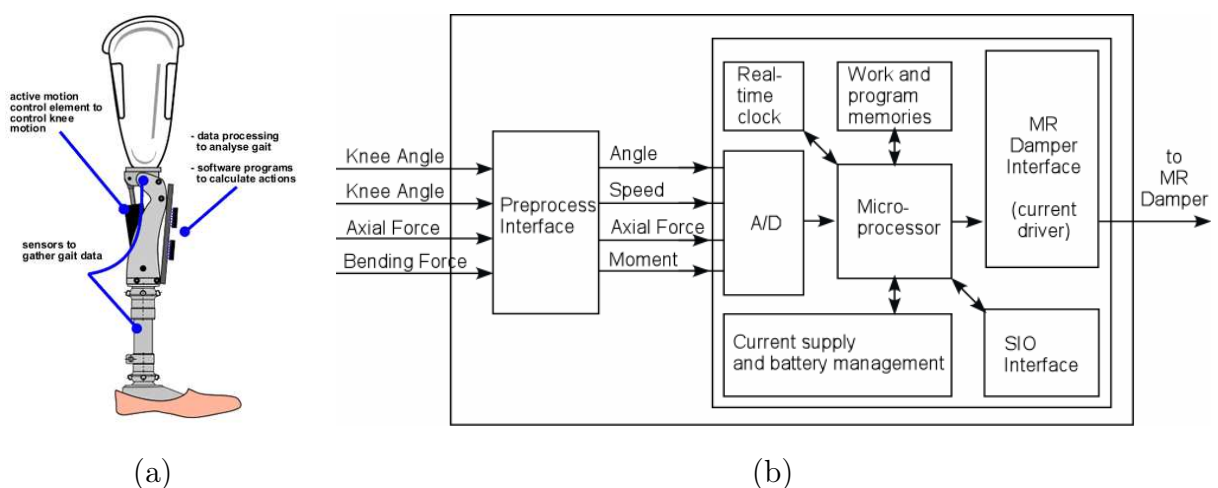 active motion
control element to
control knee
motion
- data processing
to analyse gait
- software programs
to calculate actions
sensors to
gather gait data
(a)
Knee Angle
Knee Angle
Axial Force
Bending Force
Preprocess
Interface
Angle
Speed
Axial Force
Moment
A/D
Real-
time
clock
Work and
program
memories
Micro-
processor
MR
Damper
Interface
(current
driver)
to
MR
Damper
Current supply
and battery management
SIO
Interface
(b)